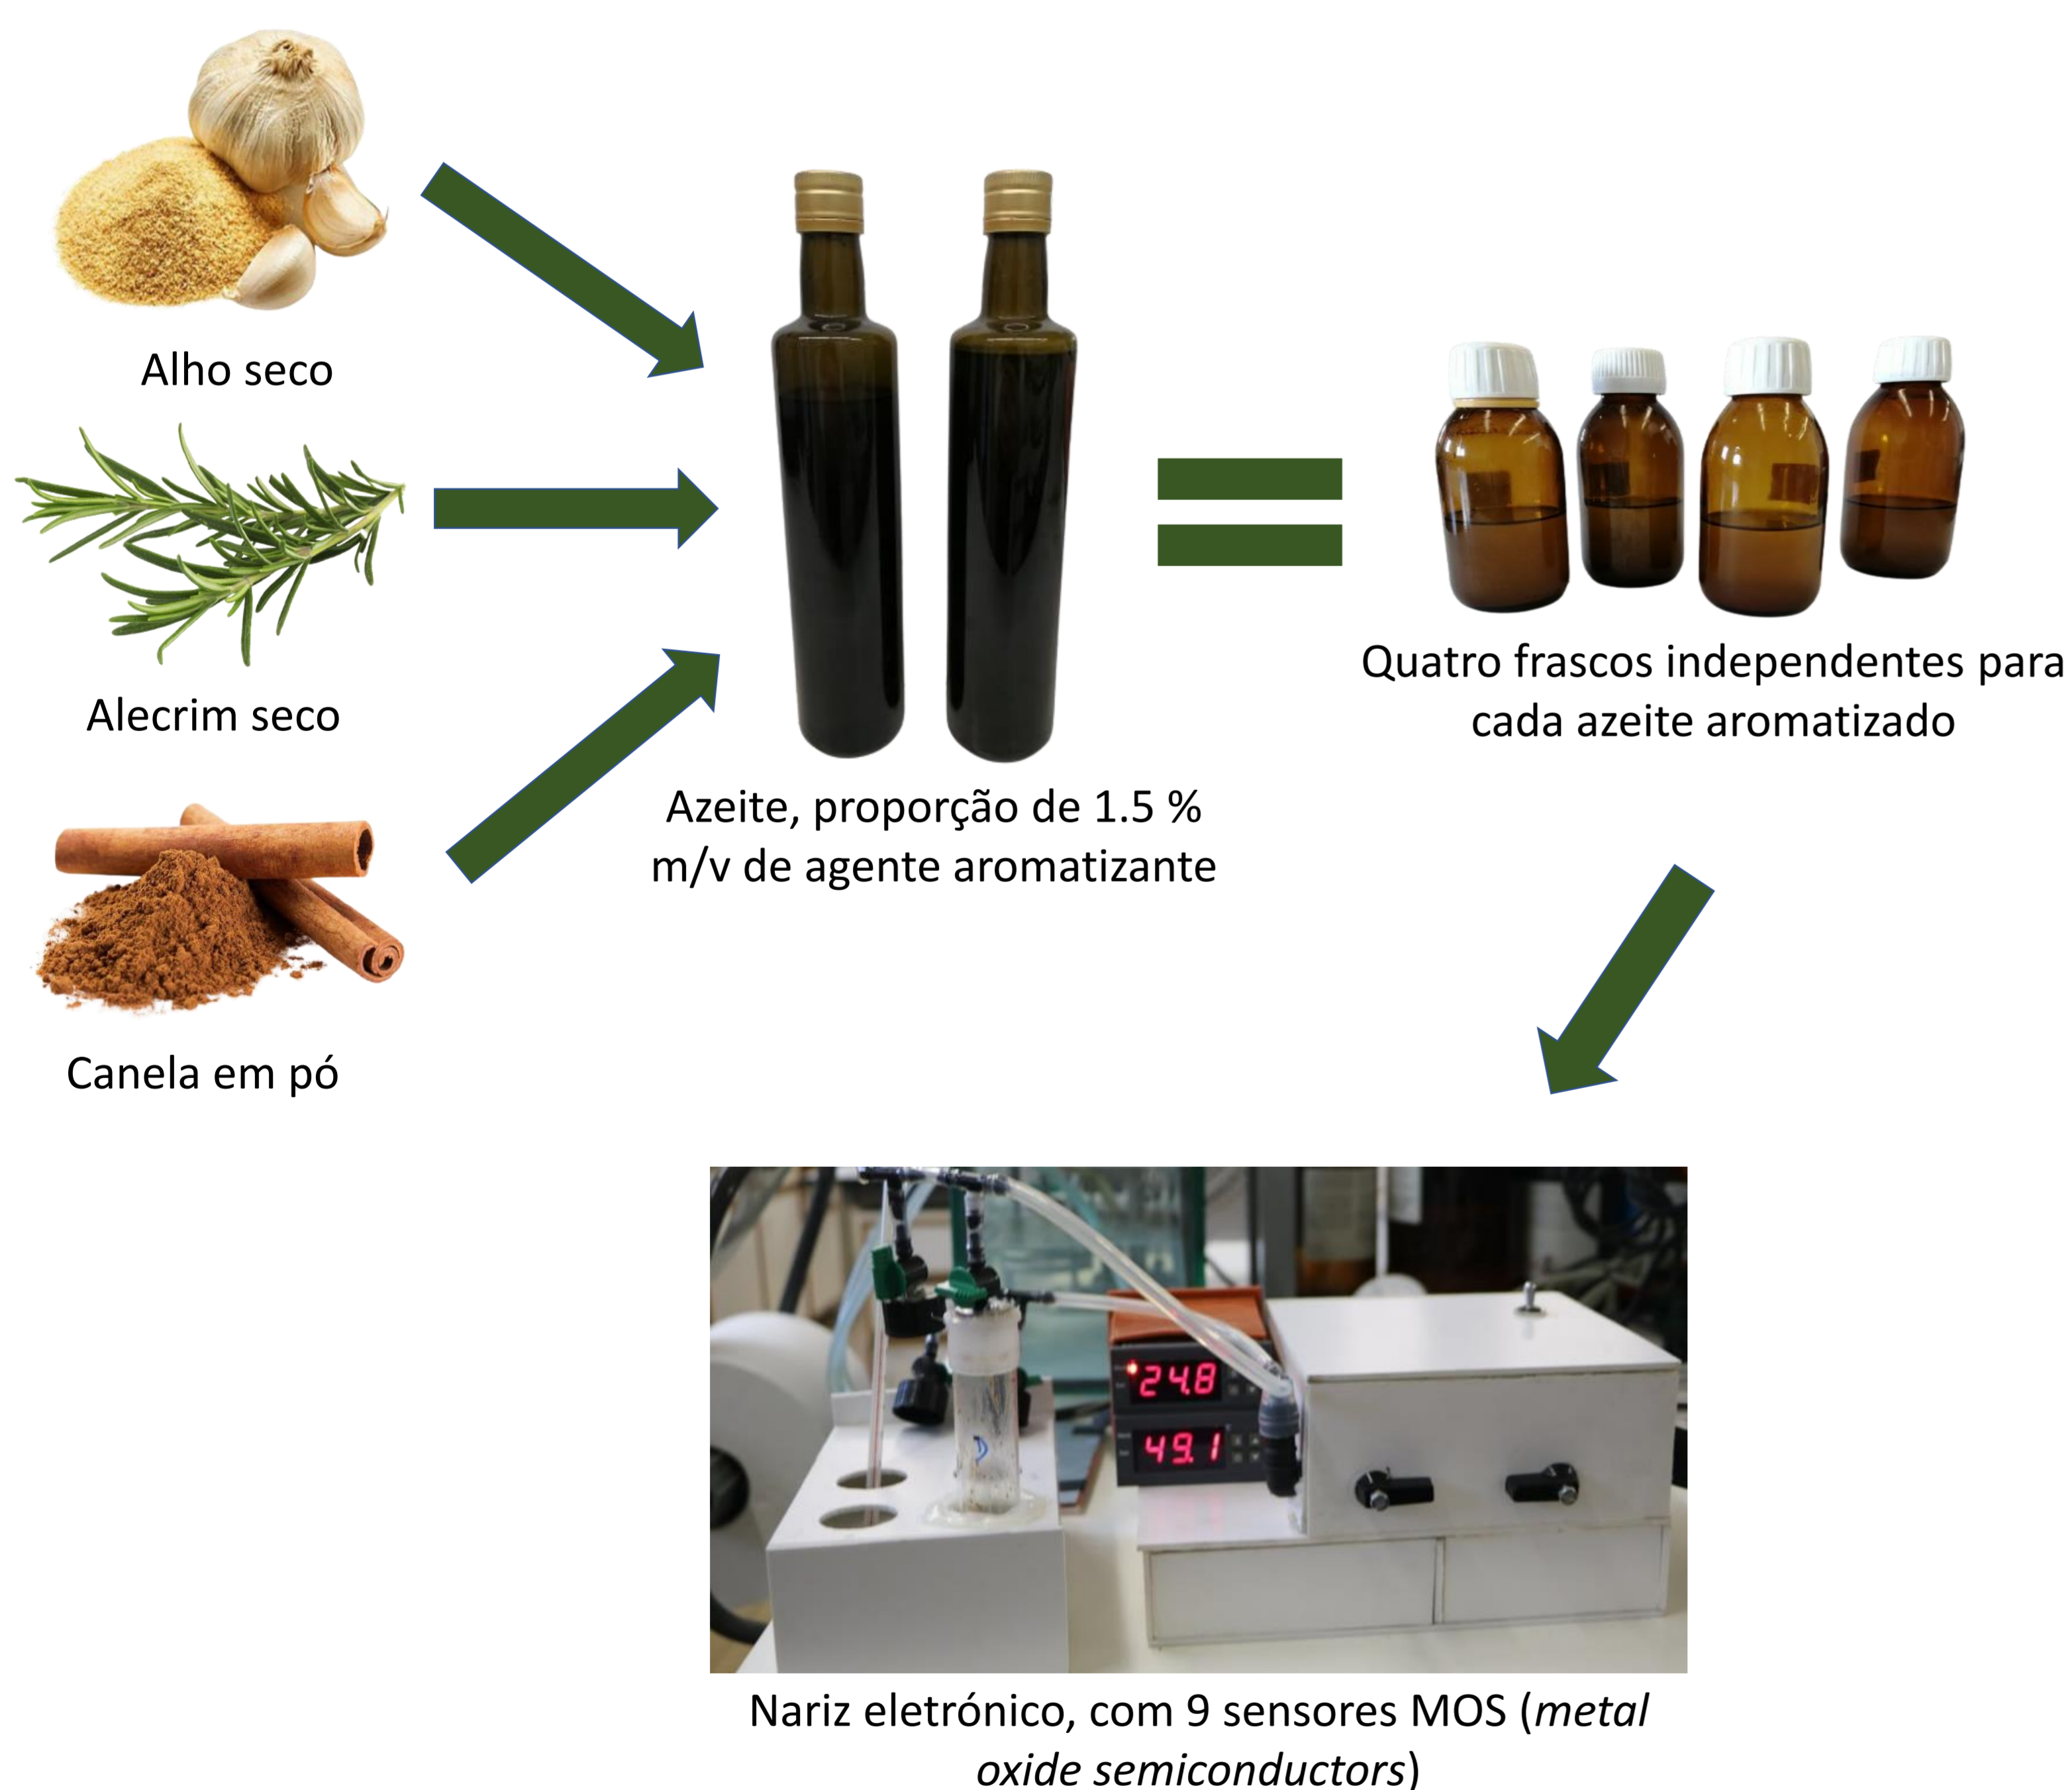 Alho seco
Alecrim seco
Canela em pó
Azeite, proporção de 1.5 %
m/v de agente aromatizante
Quatro frascos independentes para
cada azeite aromatizado
24.8
49.1
Nariz eletrónico, com 9 sensores MOS (metal
oxide semiconductors)